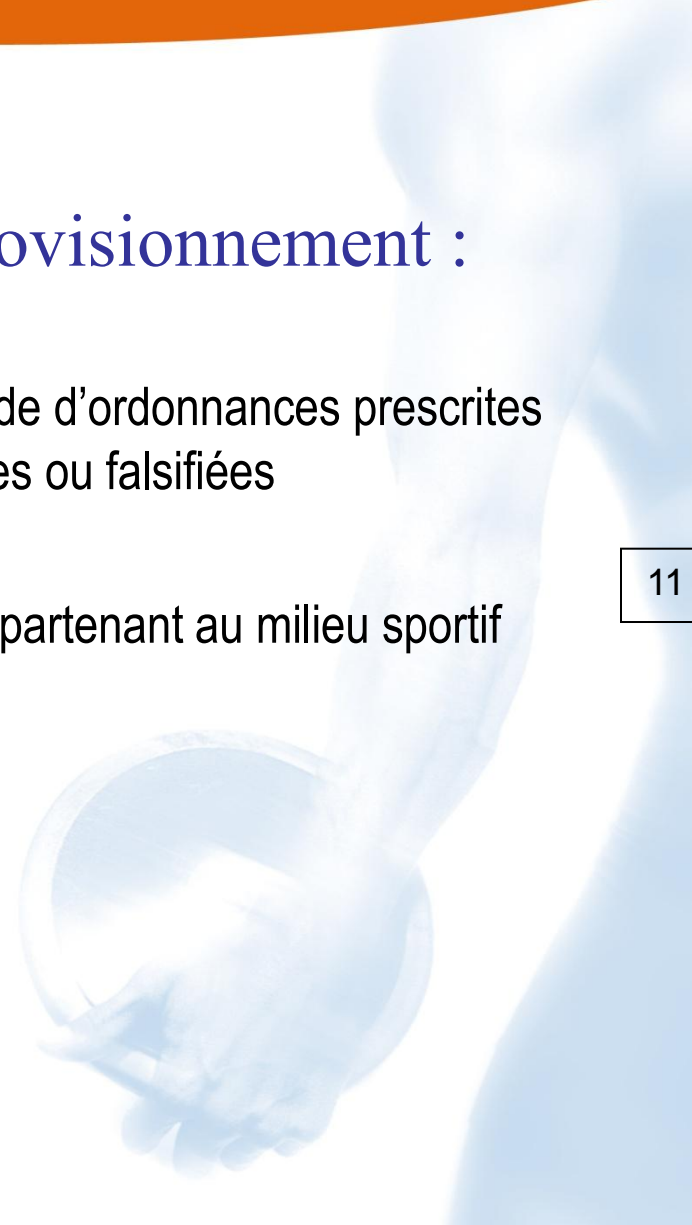 ovisionnement :
de d'ordonnances prescrites
es ou falsifiées
11
partenant au milieu sportif